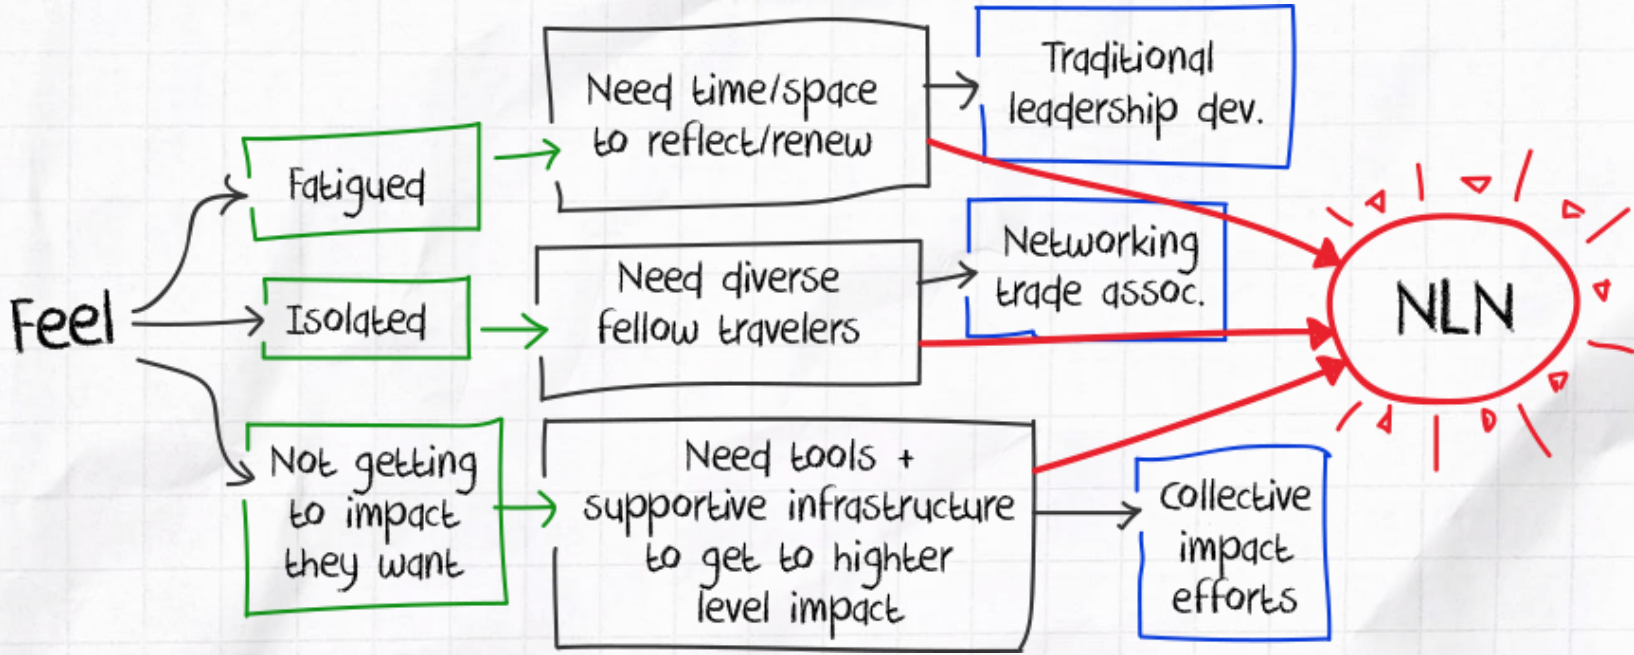 Feel
Fatigued
Need time/space
to reflect/renew
Traditional
leadership dev.
Isolated
Need diverse
fellow travelers
Networking
trade assoc.
Not getting
to impact
they want
Need tools +
supportive infrastructure
to get to highter
level impact
Collective
impact
efforts
NLN